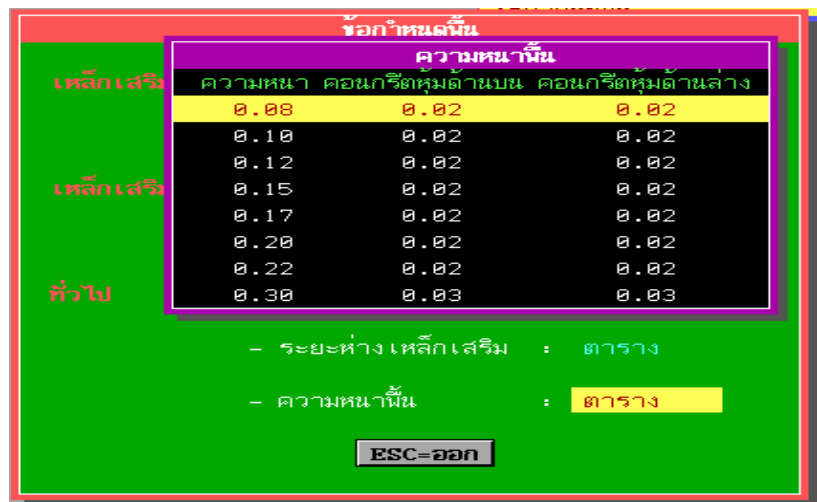 ข้อกำหนดพื้น
ความหนาพื้น
เหล็กเสริม ความหนา คอนกรีตหุ้มด้านบน คอนกรีตหุ้มด้านล่าง
0.08 0.02 0.02
0.10 0.02 0.02
0.12 0.02 0.02
เหล็กเสริม 0.15 0.02 0.02
0.17 0.02 0.02
0.20 0.02 0.02
0.22 0.02 0.02
ทั่วไป 0.30 0.03 0.03
- ระยะห่างเหล็กเสริม : ตาราง
- ความหนาพื้น : ตาราง
ESC=ออก